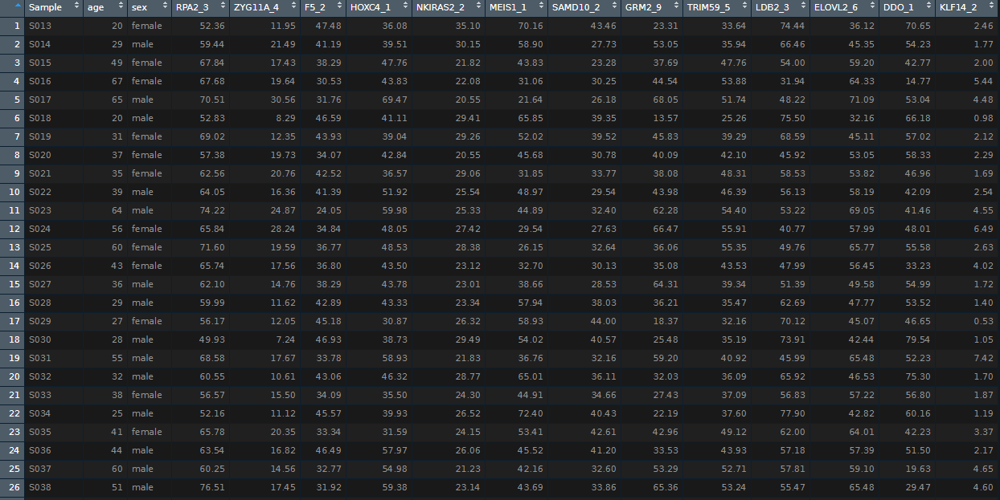 Sample age sex RPA2_3 ZYG11A_4 F5_2 HOXC4_1 NKIRAS2_2 MEIS1_1 SAMD10_2 GRM2_9 TRIM59_5 LDB2_3 ELOVL2_6 DDO_1 KLF14_2
1 S013 20 female 52.36 11.95 47.48 36.08 35.10 70.16 43.46 23.31 33.64 74.44 36.12 70.65 2.46
2 S014 29 male 59.44 21.49 41.19 39.51 30.15 58.90 27.73 53.05 35.94 66.46 45.35 54.23 1.77
3 S015 49 female 67.84 17.43 38.29 47.76 21.82 43.83 23.28 37.69 47.76 54.00 59.20 42.77 2.00
4 S016 67 female 67.68 19.64 30.53 43.83 22.08 31.06 30.25 44.54 53.88 31.94 64.33 14.77 5.44
5 S017 65 male 70.51 30.56 31.76 69.47 20.55 21.64 26.18 68.05 51.74 48.22 71.09 53.04 4.48
6 S018 20 male 52.83 8.29 46.59 41.11 29.41 65.85 39.35 13.57 25.26 75.50 32.16 66.18 0.98
7 S019 31 female 69.02 12.35 43.93 39.04 29.26 52.02 39.52 45.83 39.29 68.59 45.11 57.02 2.12
8 S020 37 female 57.38 19.73 34.07 42.84 20.55 45.68 30.78 40.09 42.10 45.92 53.05 58.33 2.29
9 S021 35 female 62.56 20.76 42.52 36.57 29.06 31.85 33.77 38.08 48.31 58.53 53.82 46.96 1.69
10 S022 39 male 64.05 16.36 41.39 51.92 25.54 48.97 29.54 43.98 46.39 56.13 58.19 42.09 2.54
11 S023 64 male 74.22 24.87 24.05 59.98 25.33 44.89 32.40 62.28 54.40 53.22 69.05 41.46 4.55
12 S024 56 female 65.84 28.24 34.84 48.05 27.42 29.54 27.63 66.47 55.91 40.77 57.99 48.01 6.49
13 S025 60 female 71.60 19.59 36.77 48.53 28.38 26.15 32.64 36.06 55.35 49.76 65.77 55.58 2.63
14 S026 43 female 65.74 17.56 36.80 43.50 23.12 32.70 30.13 35.08 43.53 47.99 56.45 33.23 4.02
15 S027 36 male 62.10 14.76 38.29 43.78 23.01 38.66 28.53 64.31 39.34 51.39 49.58 54.99 1.72
16 S028 29 male 59.99 11.62 42.89 43.33 23.34 57.94 38.03 36.21 35.47 62.69 47.77 53.52 1.40
17 S029 27 female 56.17 12.05 45.18 30.87 26.32 58.93 44.00 18.37 32.16 70.12 45.07 46.65 0.53
18 S030 28 male 49.93 7.24 46.93 38.73 29.49 54.02 40.57 25.48 35.19 73.91 42.44 79.54 1.05
19 S031 55 male 68.58 17.67 33.78 58.93 21.83 36.76 32.16 59.20 40.92 45.99 65.48 52.23 7.42
20 S032 32 male 60.55 10.61 43.06 46.32 28.77 65.01 36.11 32.03 36.09 65.92 46.53 75.30 1.70
21 S033 38 female 56.57 15.50 34.09 35.50 24.30 44.91 34.66 27.43 37.09 56.83 57.22 56.80 1.87
22 S034 25 male 52.16 11.12 45.57 39.93 26.52 72.40 40.43 22.19 37.60 77.90 42.82 60.16 1.19
23 S035 41 female 65.78 20.35 33.34 31.59 24.15 53.41 42.61 42.96 49.12 62.00 64.01 42.23 3.37
24 S036 44 male 63.54 16.82 46.49 57.97 26.06 45.52 41.20 33.53 43.93 57.18 57.39 51.50 2.17
25 S037 60 male 60.25 14.56 32.77 54.98 21.23 42.16 32.60 53.29 52.71 57.81 59.10 19.63 4.65
26 S038 51 male 76.51 17.45 31.92 59.38 23.14 43.69 33.86 65.36 53.24 55.47 65.48 29.47 4.60